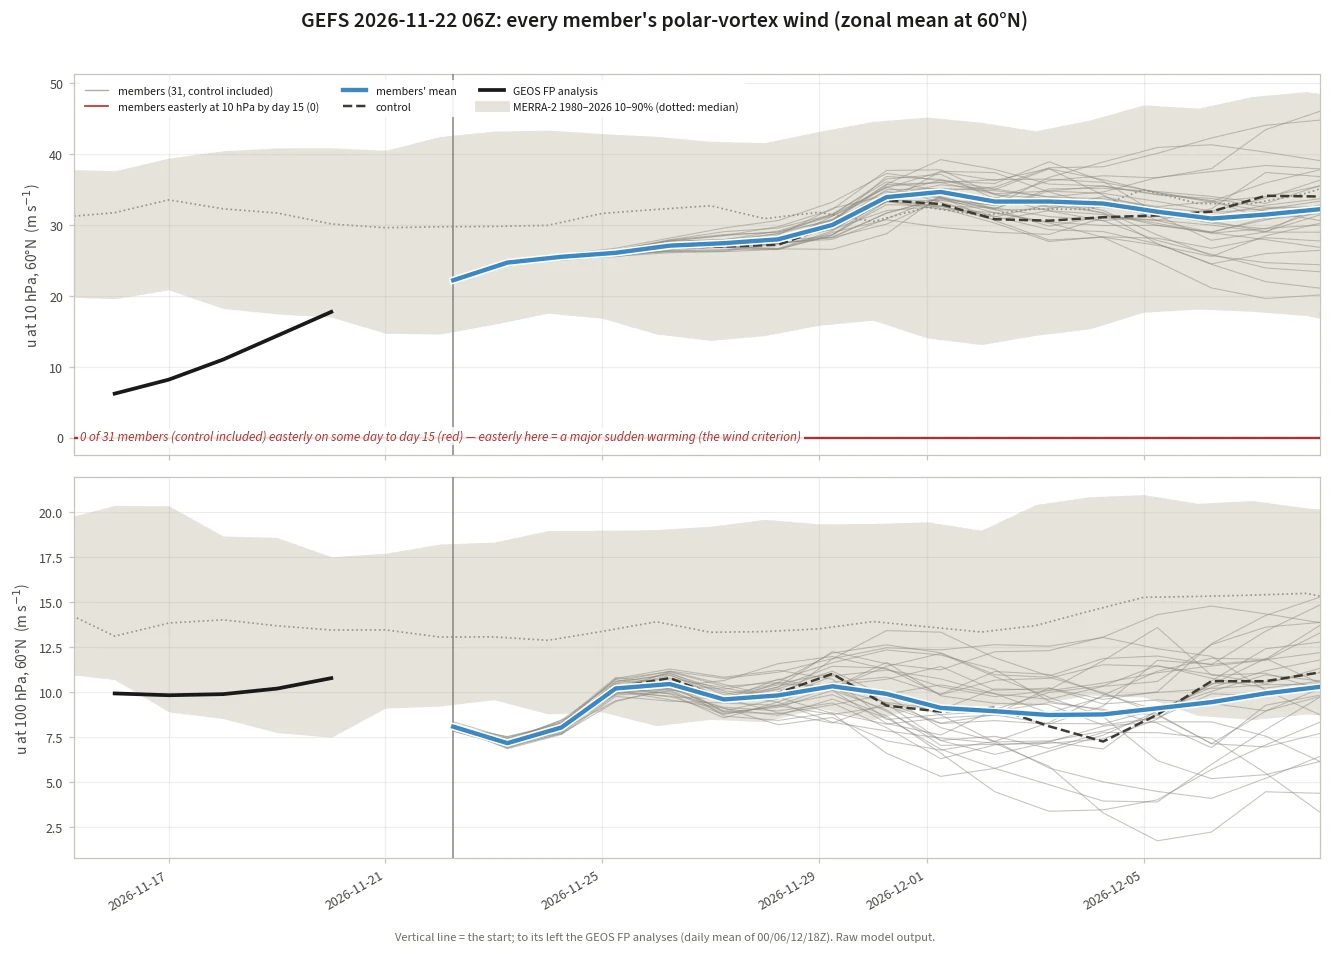 GEFS 2026-11-22 06Z: every member's polar-vortex wind (zonal mean at 60°N)
members (31, control included)
members easterly at 10 hPa by day 15 (0)
members' mean
control
GEOS FP analysis
MERRA-2 1980–2026 10–90% (dotted: median)
u at 10 hPa, 60°N (m s⁻¹)
50
40
30
20
10
0
0 of 31 members (control included) easterly on some day to day 15 (red) — easterly here = a major sudden warming (the wind criterion)
u at 100 hPa, 60°N (m s⁻¹)
20.0
17.5
15.0
12.5
10.0
7.5
5.0
2.5
2026-11-17
2026-11-21
2026-11-25
2026-11-29
2026-12-01
2026-12-05
Vertical line = the start; to its left the GEOS FP analyses (daily mean of 00/06/12/18Z). Raw model output.